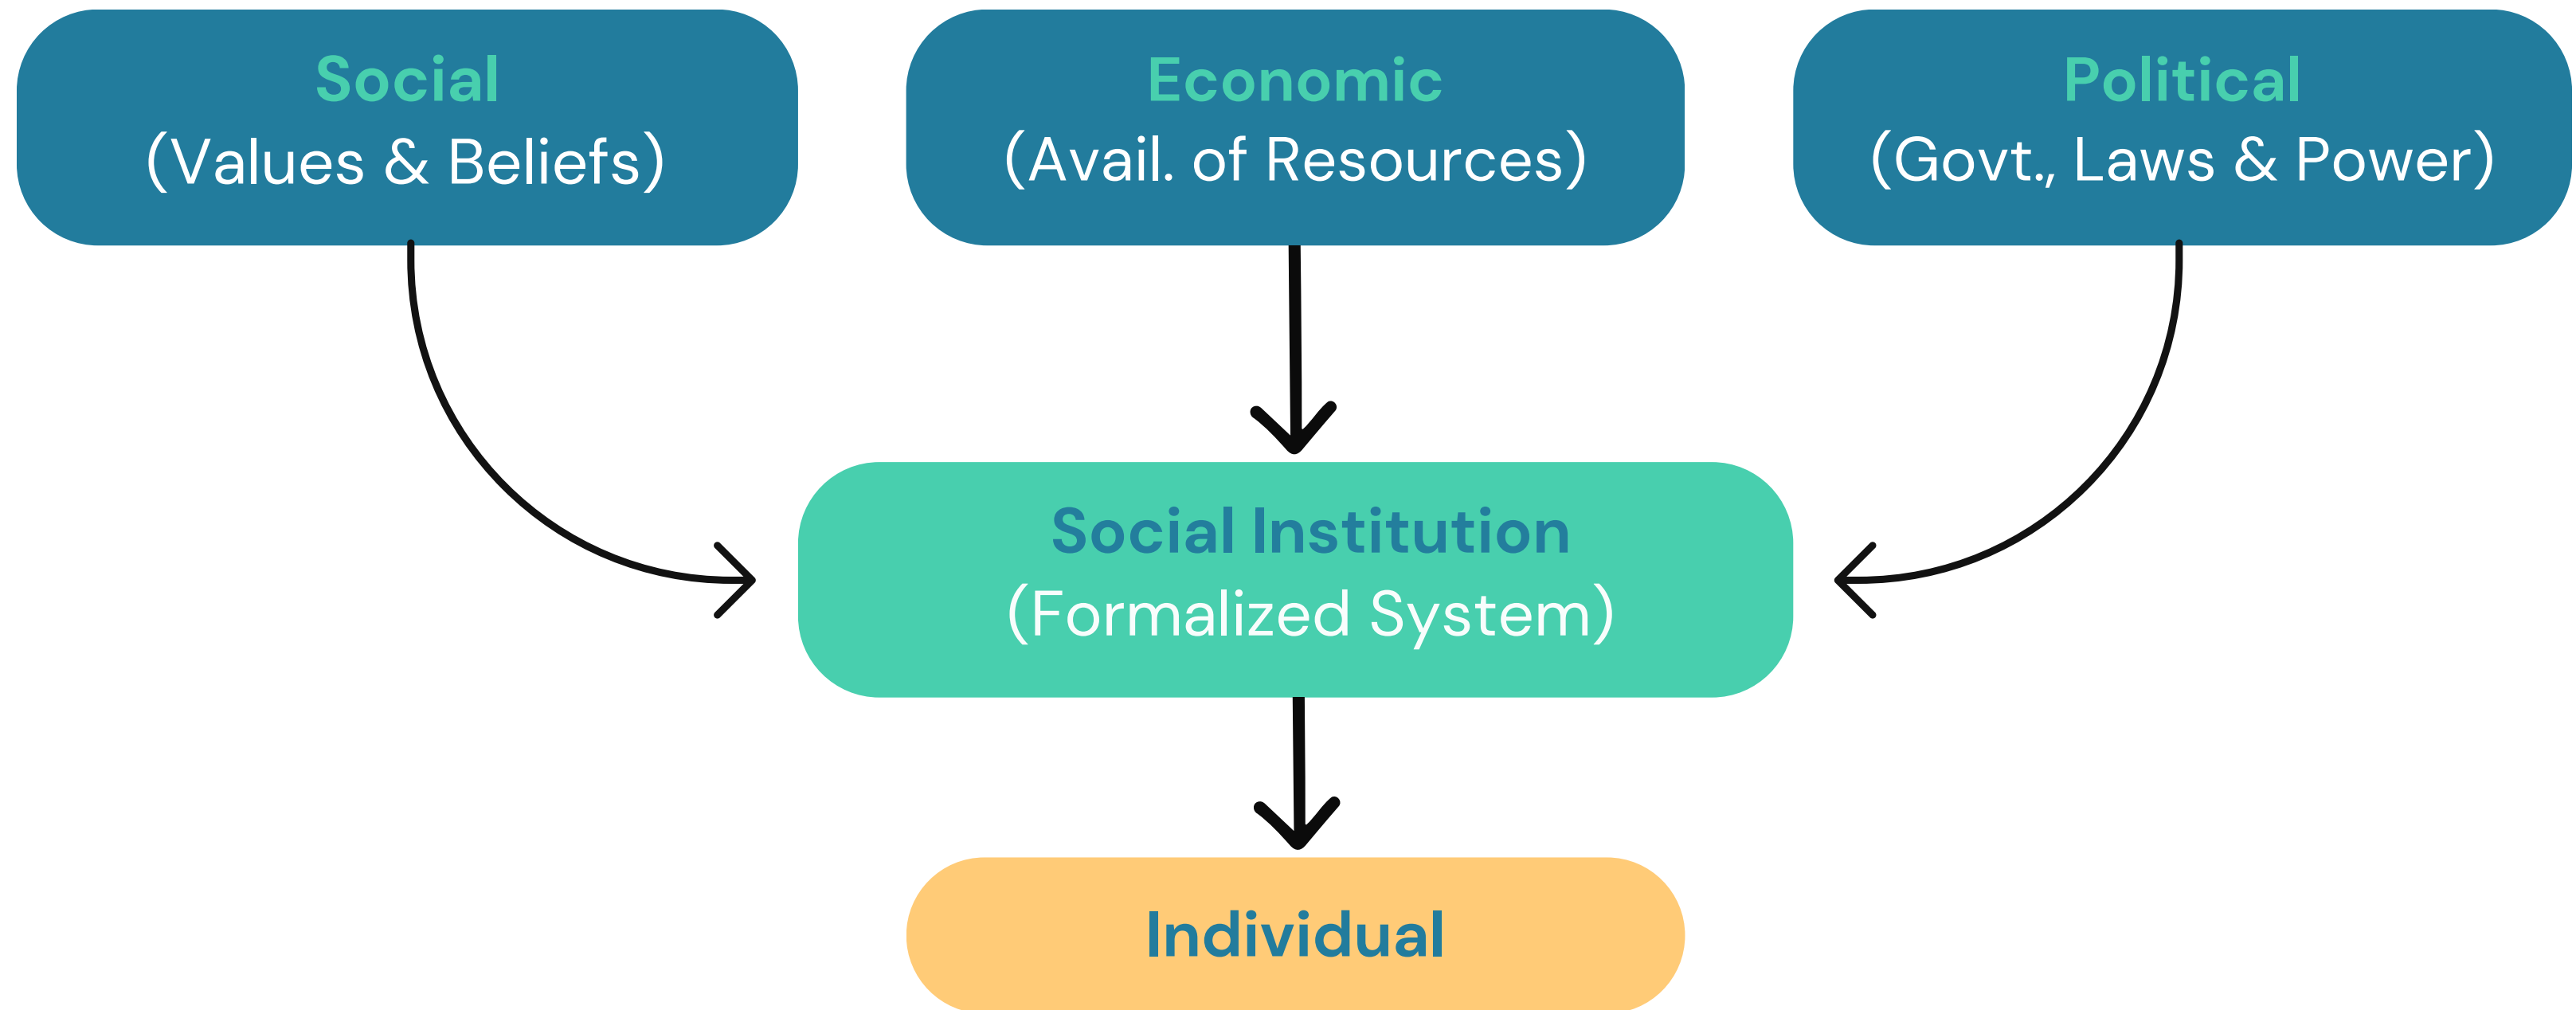 Social
(Values & Beliefs)
Economic
(Avail. of Resources)
Political
(Govt., Laws & Power)
Social Institution
(Formalized System)
Individual